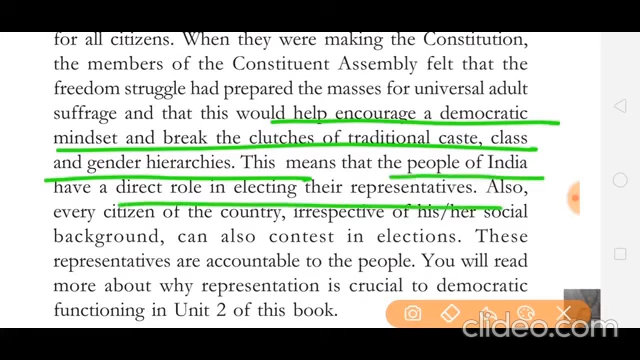 for all citizens. When they were making the Constitution,
the members of the Constituent Assembly felt that the
freedom struggle had prepared the masses for universal adult
suffrage and that this would help encourage a democratic
mindset and break the clutches of traditional caste, class
and gender hierarchies. This means that the people of India
have a direct role in electing their representatives. Also,
every citizen of the country, irrespective of his/her social
background, can also contest in elections. These
representatives are accountable to the people. You will read
more about why representation is crucial to democratic
functioning in Unit 2 of this book.
clideo.com